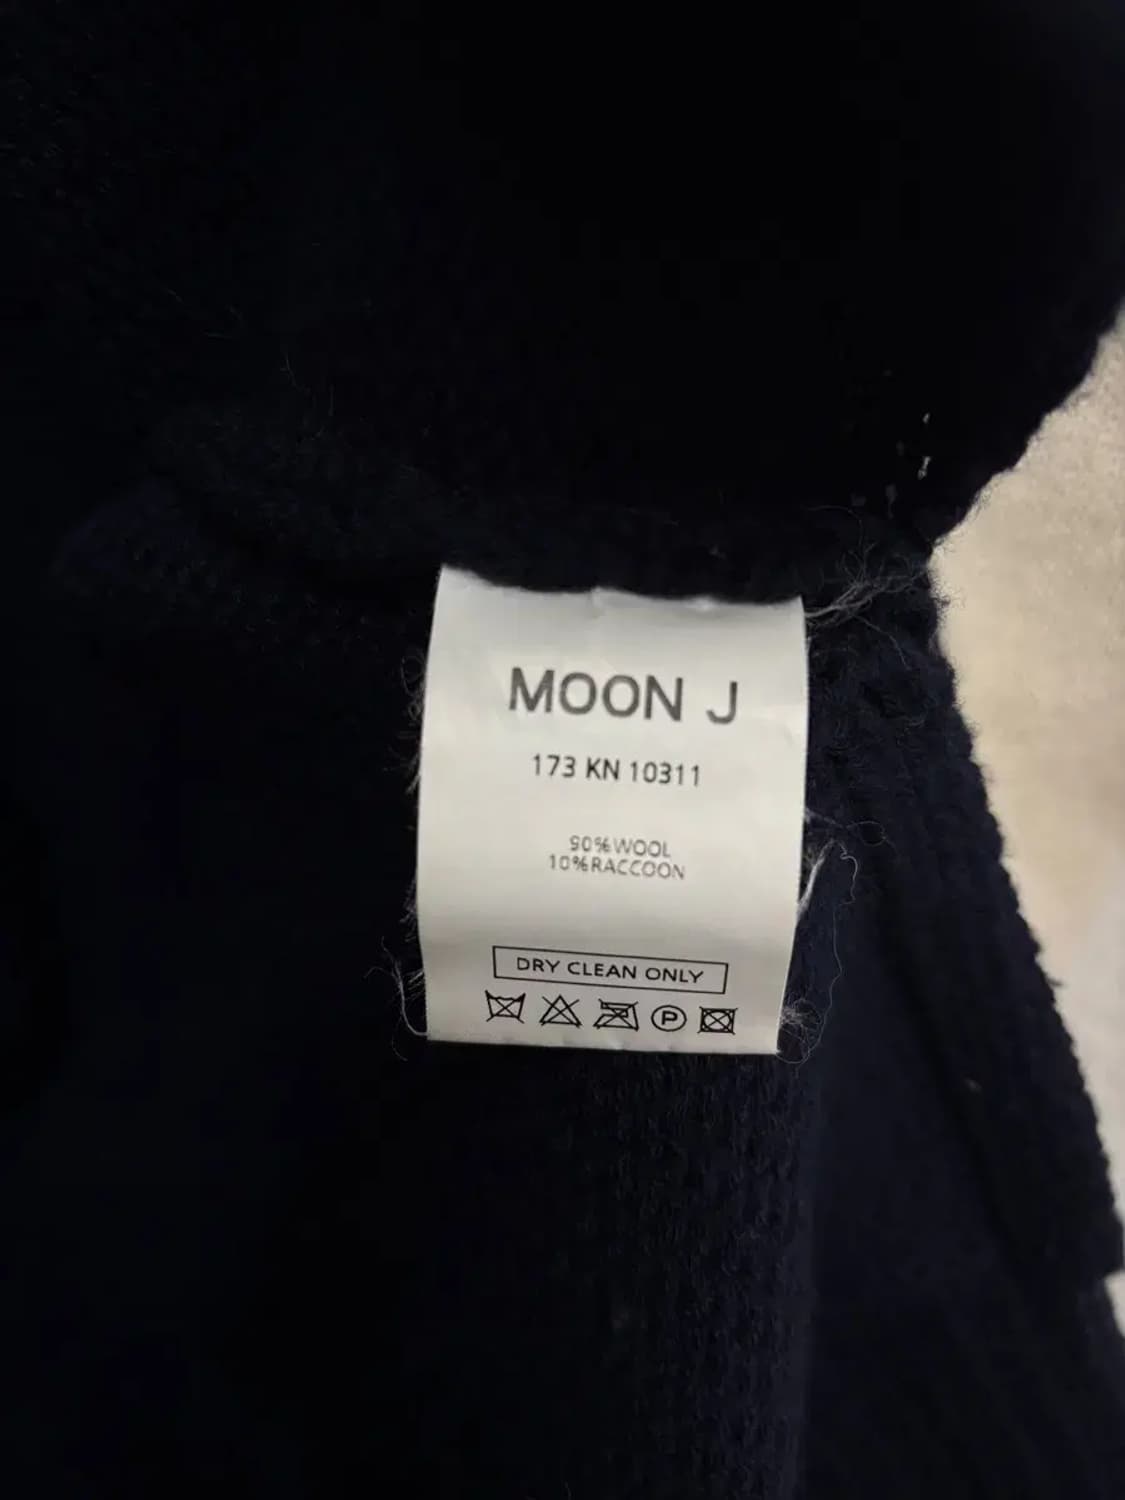 MOON J
173 KN 10311
90%WOOL
10%RACCOON
DRY CLEAN ONLY
P